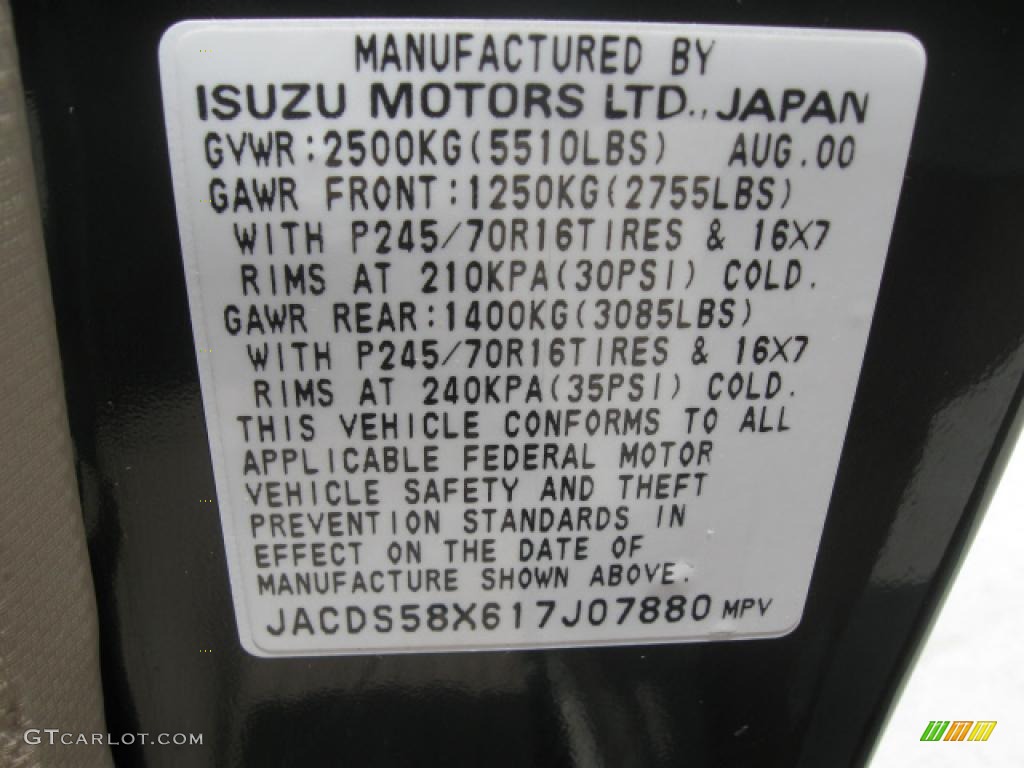 MANUFACTURED BY
ISUZU MOTORS LTD., JAPAN
GVWR:2500KG(5510LBS) AUG.00
GAWR FRONT:1250KG(2755LBS)
WITH P245/70R16TIRES & 16X7
RIMS AT 210KPA(30PSI) COLD.
GAWR REAR:1400KG(3085LBS)
WITH P245/70R16TIRES & 16X7
RIMS AT 240KPA(35PSI) COLD.
THIS VEHICLE CONFORMS TO ALL
APPLICABLE FEDERAL MOTOR
VEHICLE SAFETY AND THEFT
PREVENTION STANDARDS IN
EFFECT ON THE DATE OF
MANUFACTURE SHOWN ABOVE.
JACDS58X617J07880 MPV
GTCARLOT.COM